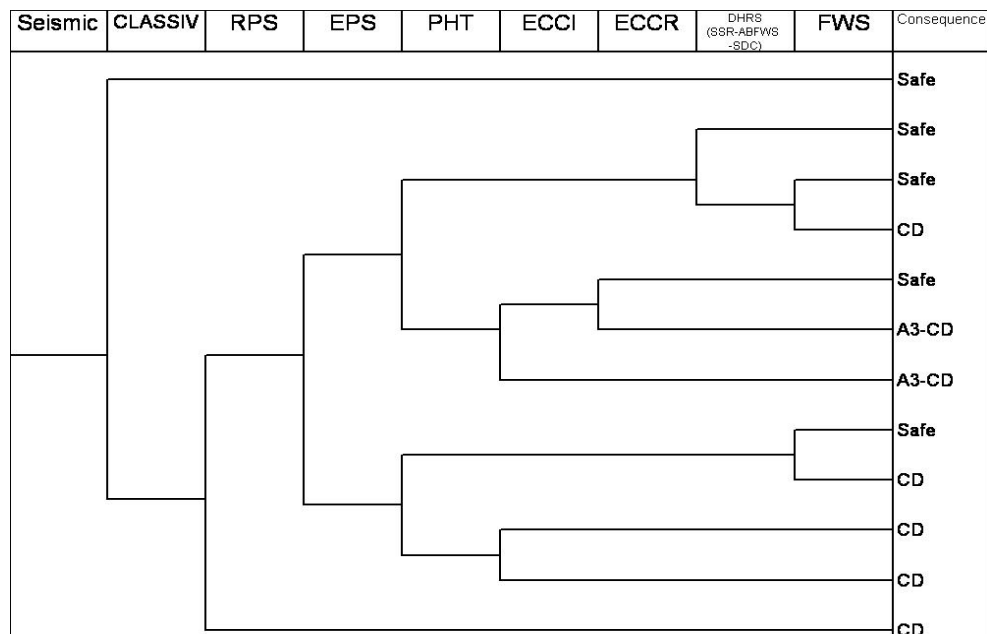 Seismic CLASSIV RPS EPS PHT ECCI ECCR DHRS (SSR-ABFWS -SDC) FWS Consequence
Safe
Safe
Safe
CD
Safe
A3-CD
A3-CD
Safe
CD
CD
CD
CD